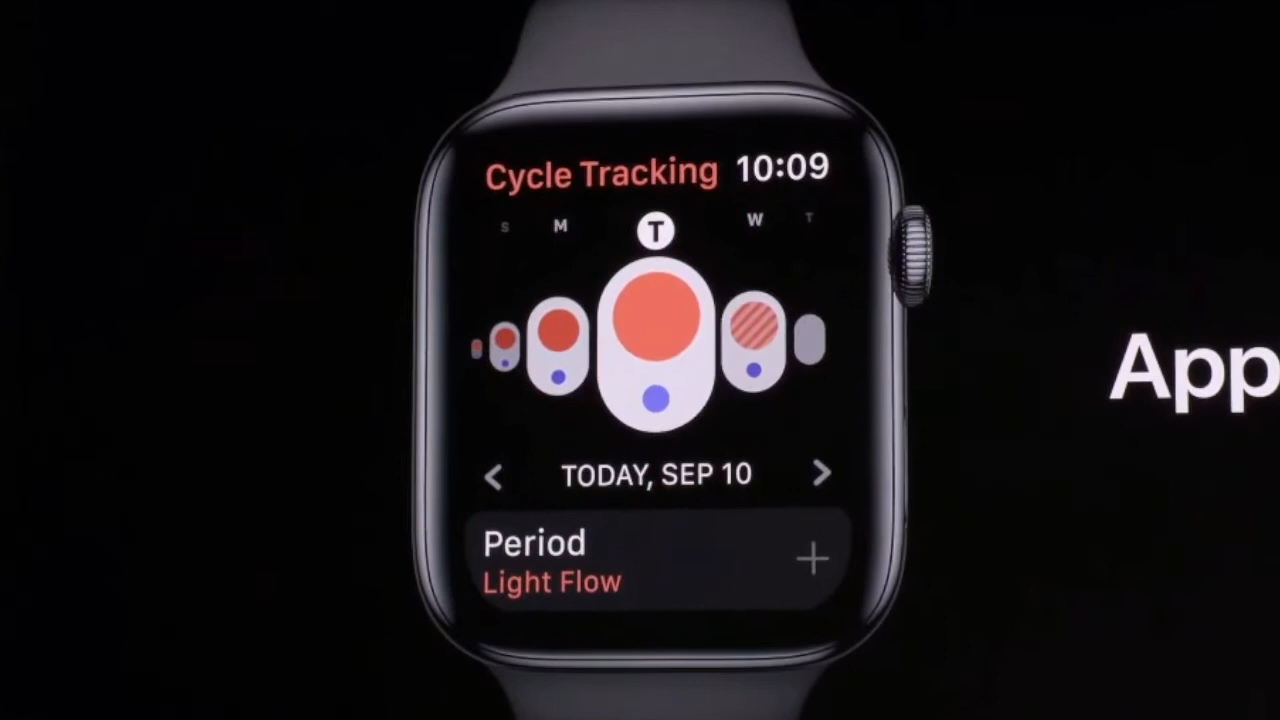 Cycle Tracking 10:09
S M T W T
TODAY, SEP 10
Period
Light Flow
App